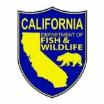 CALIFORNIA
DEPARTMENT OF
FISH &
WILDLIFE